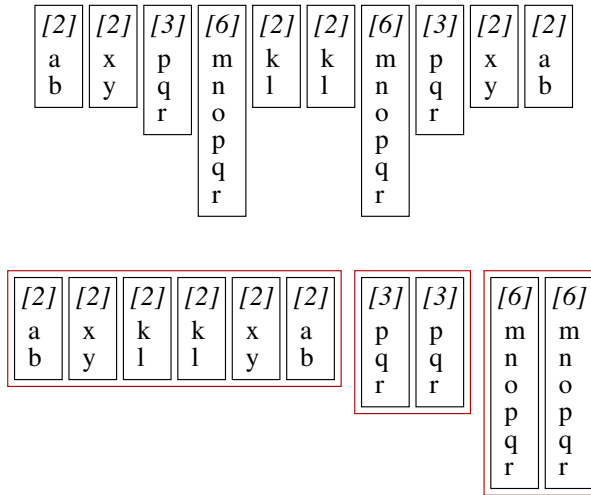 [2] [2] [3] [6] [2] [2] [6] [3] [2] [2]
a x p m k k m p x a
b y q n l l n q y b
r o o r
p p
q q
r r
[2] [2] [2] [2] [2] [2] [3] [3] [6] [6]
a x k k x a p p m m
b y l l y b q q n n
r r o o
p p
q q
r r